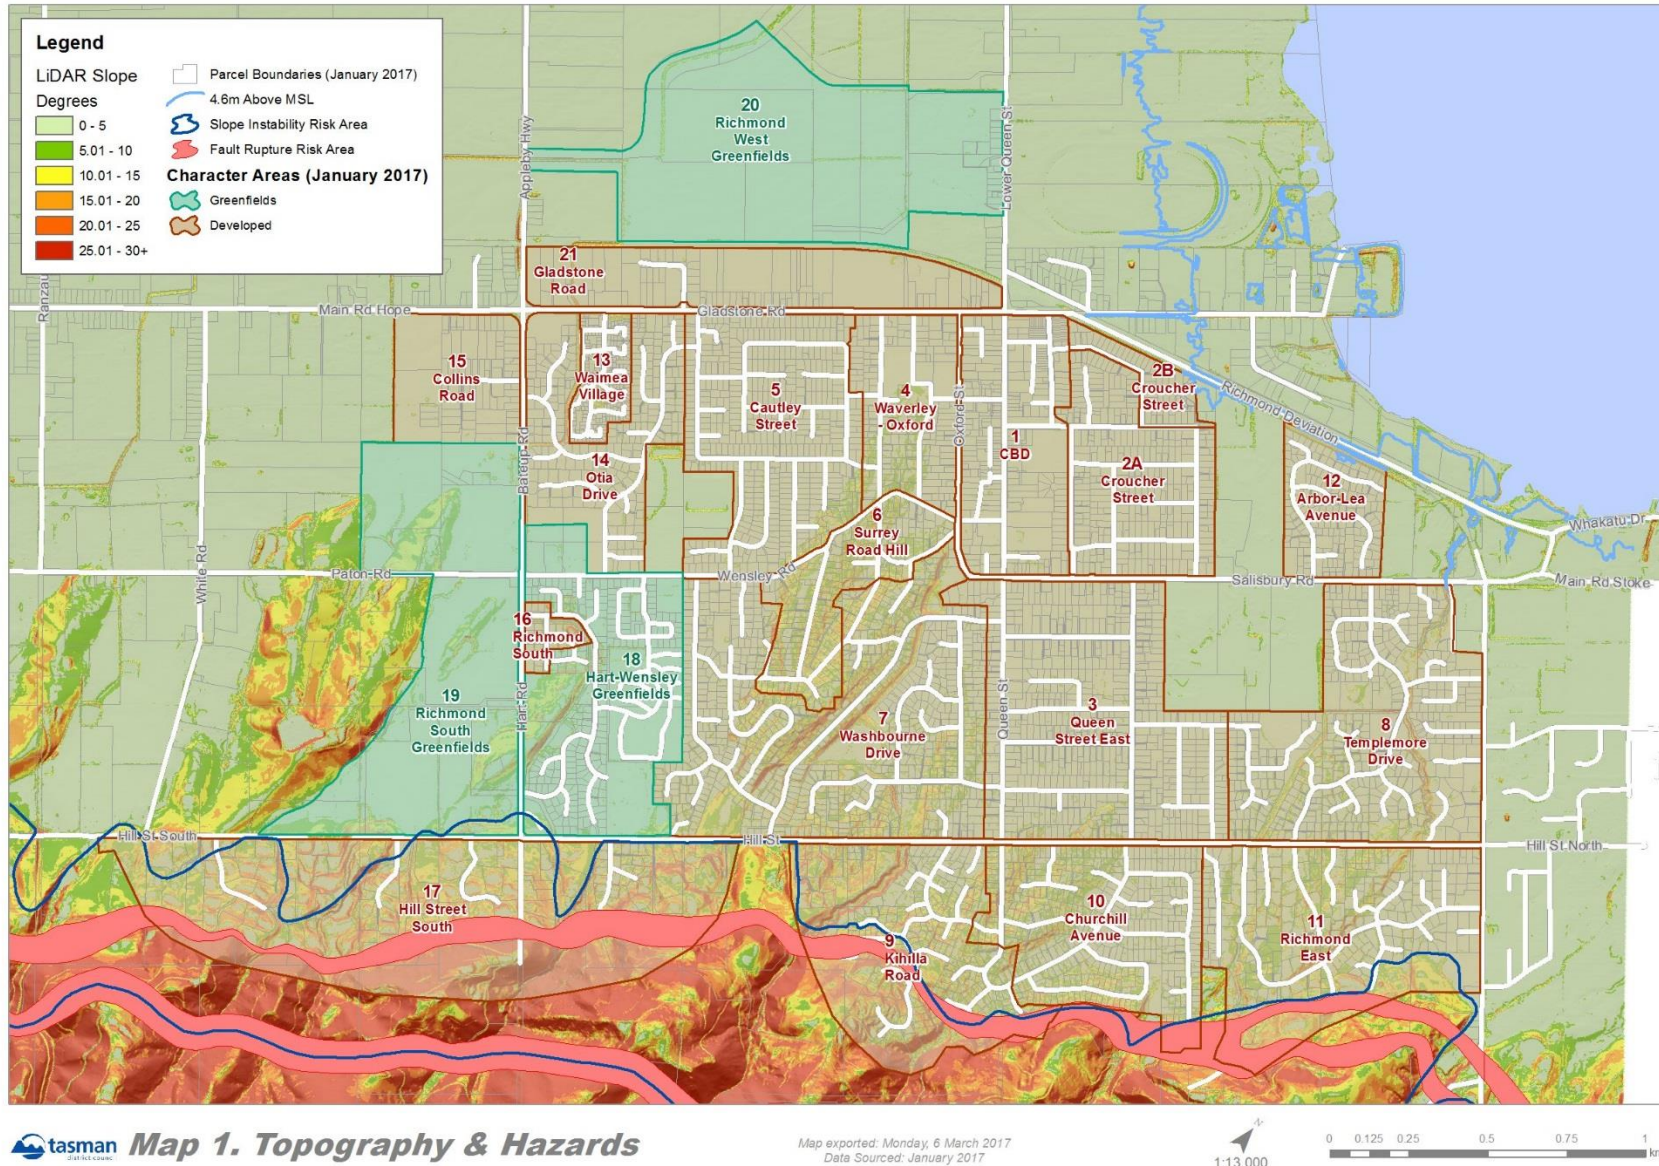 Legend
LiDAR Slope
Degrees
0 - 5
5.01 - 10
10.01 - 15
15.01 - 20
20.01 - 25
25.01 - 30+
Parcel Boundaries (January 2017)
4.6m Above MSL
Slope Instability Risk Area
Fault Rupture Risk Area
Character Areas (January 2017)
Greenfields
Developed
20
Richmond
West
Greenfields
Appleby Hwy
Lower Queen St
21
Gladstone
Road
Main Rd Hope
Gladstone Rd
15
Collins
Road
13
Waimea
Village
5
Cautley
Street
4
Waverley
- Oxford
Oxford St
1
CBD
2B
Croucher
Street
Richmond Deviation
Bateup Rd
14
Otia
Drive
2A
Croucher
Street
12
Arbor-Lea
Avenue
6
Surrey
Road Hill
Whakatu Dr
White Rd
Paton Rd
Wensley Rd
Salisbury Rd
Main Rd Stoke
16
Richmond
South
18
Hart-Wensley
Greenfields
19
Richmond
South
Greenfields
Hart Rd
7
Washbourne
Drive
Queen St
3
Queen
Street East
8
Templemore
Drive
Hill St South
Hill St
Hill St North
17
Hill Street
South
10
Churchill
Avenue
11
Richmond
East
9
Kihilla
Road
tasman
district council
Map 1. Topography & Hazards
Map exported: Monday, 6 March 2017
Data Sourced: January 2017
N
1:13,000
0 0.125 0.25 0.5 0.75 1